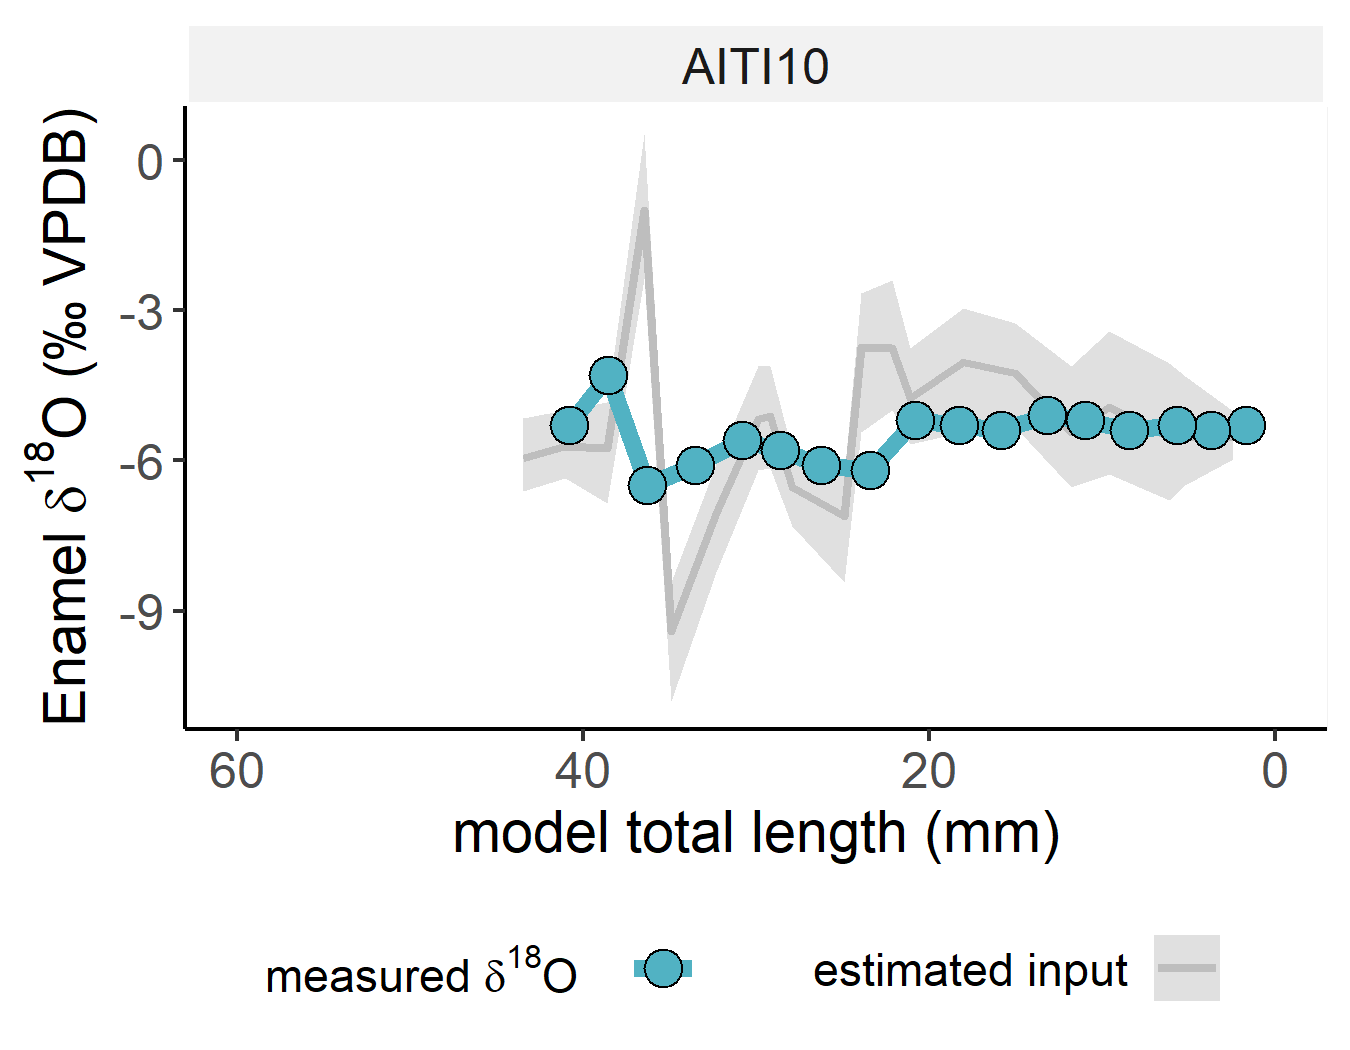 AITI10
Enamel δ¹⁸O (‰ VPDB)
0
-3
-6
-9
60 40 20 0
model total length (mm)
measured δ¹⁸O estimated input